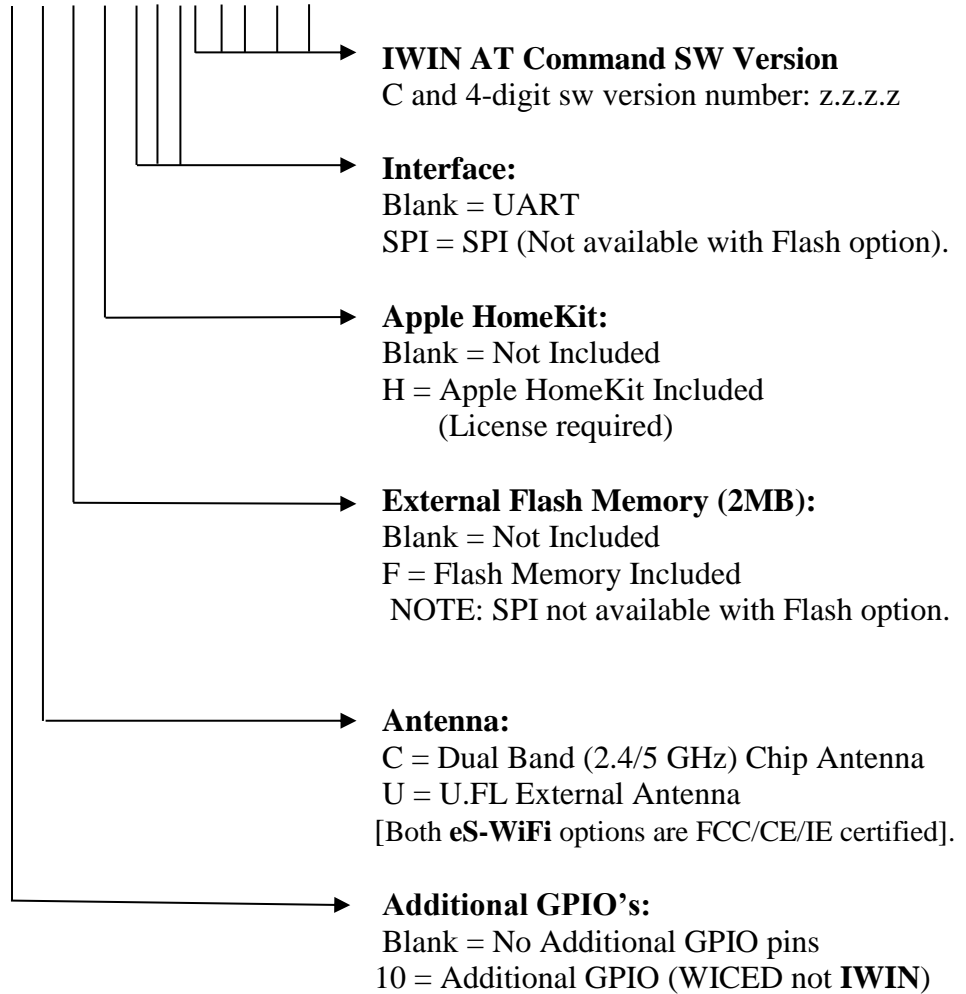 IWIN AT Command SW Version
C and 4-digit sw version number: z.z.z.z
Interface:
Blank = UART
SPI = SPI (Not available with Flash option).
Apple HomeKit:
Blank = Not Included
H = Apple HomeKit Included
(License required)
External Flash Memory (2MB):
Blank = Not Included
F = Flash Memory Included
NOTE: SPI not available with Flash option.
Antenna:
C = Dual Band (2.4/5 GHz) Chip Antenna
U = U.FL External Antenna
[Both eS-WiFi options are FCC/CE/IE certified].
Additional GPIO's:
Blank = No Additional GPIO pins
10 = Additional GPIO (WICED not IWIN)